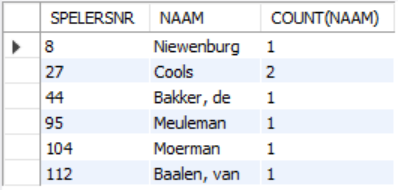 SPELERSNR NAAM COUNT(NAAM)
8 Niewenburg 1
27 Cools 2
44 Bakker, de 1
95 Meuleman 1
104 Moerman 1
112 Baalen, van 1